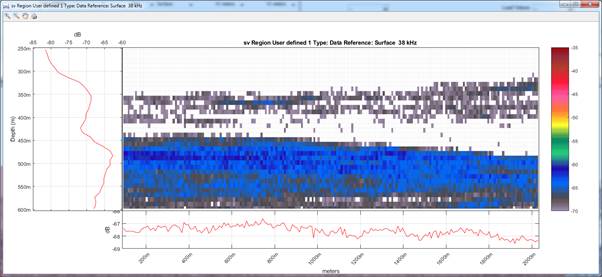 sv Region User defined 1 Type: Data Reference: Surface 38 kHz
dB
-85 -80 -75 -70 -65 -60
sv Region User defined 1 Type: Data Reference: Surface 38 kHz
250m
300m
350m
400m
450m
500m
550m
600m
Depth (m)
-35
-40
-45
-50
-55
-60
-65
-70
dB
-66
-67
-68
-69
200m 400m 600m 800m 1000m 1200m 1400m 1600m 1800m 2000m
meters